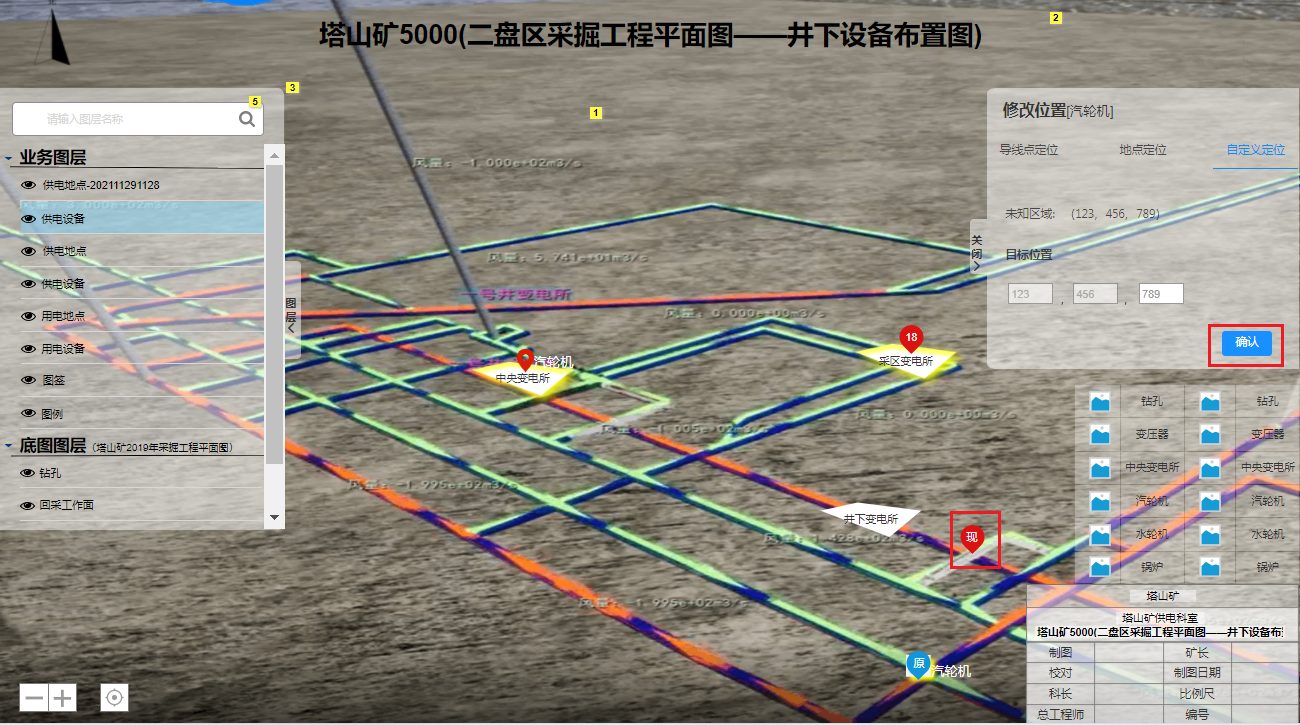 塔山矿5000(二盘区采掘工程平面图——井下设备布置图)
2
3
5
1
请输入图层名称
业务图层
供电地点-202111291128
供电设备
供电地点
供电设备
用电地点
用电设备
图签
图例
底图图层（塔山矿2019年采掘工程平面图）
钻孔
回采工作面
图层
风量：-1.000e+02m3/s
风量：5.741e+01m3/s
一号井变电所
风量：0.000e+00m3/s
汽轮机
中央变电所
18
采区变电所
风量：0.000e+00m3/s
风量：-1.005e+02m3/s
风量：-1.995e+02m3/s
井下变电所
现
风量：1.428e+02m3/s
风量：-1.995e+02m3/s
原
汽轮机
修改位置[汽轮机]
导线点定位 地点定位 自定义定位
未知区域: (123, 456, 789)
目标位置
123 , 456 , 789
确认
关闭
钻孔 钻孔
变压器 变压器
中央变电所 中央变电所
汽轮机 汽轮机
水轮机 水轮机
锅炉 锅炉
塔山矿
塔山矿供电科室
塔山矿5000(二盘区采掘工程平面图——井下设备布
制图 矿长
校对 制图日期
科长 比例尺
总工程师 编号